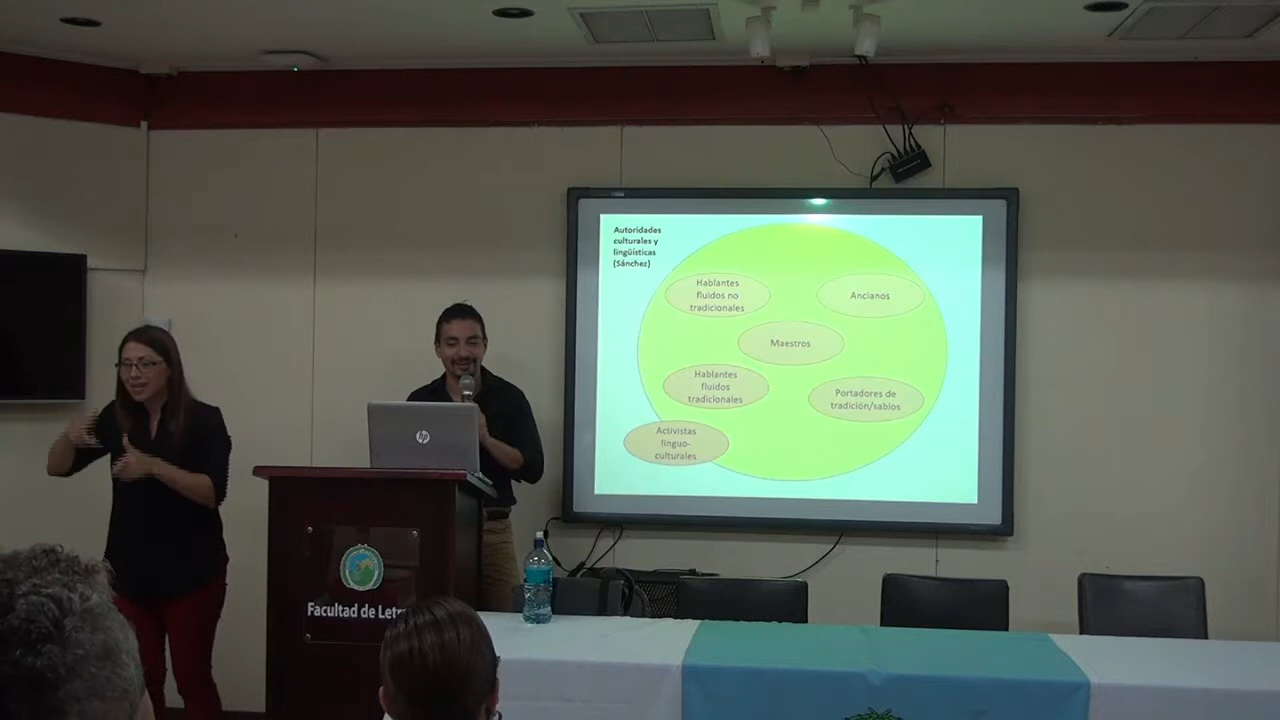 Autoridades
culturales y
lingüísticas
(Sánchez)
Hablantes
fluidos no
tradicionales
Ancianos
Maestros
Hablantes
fluidos
tradicionales
Portadores de
tradición/sabios
Activistas
linguo-
culturales
hp
Facultad de Letr